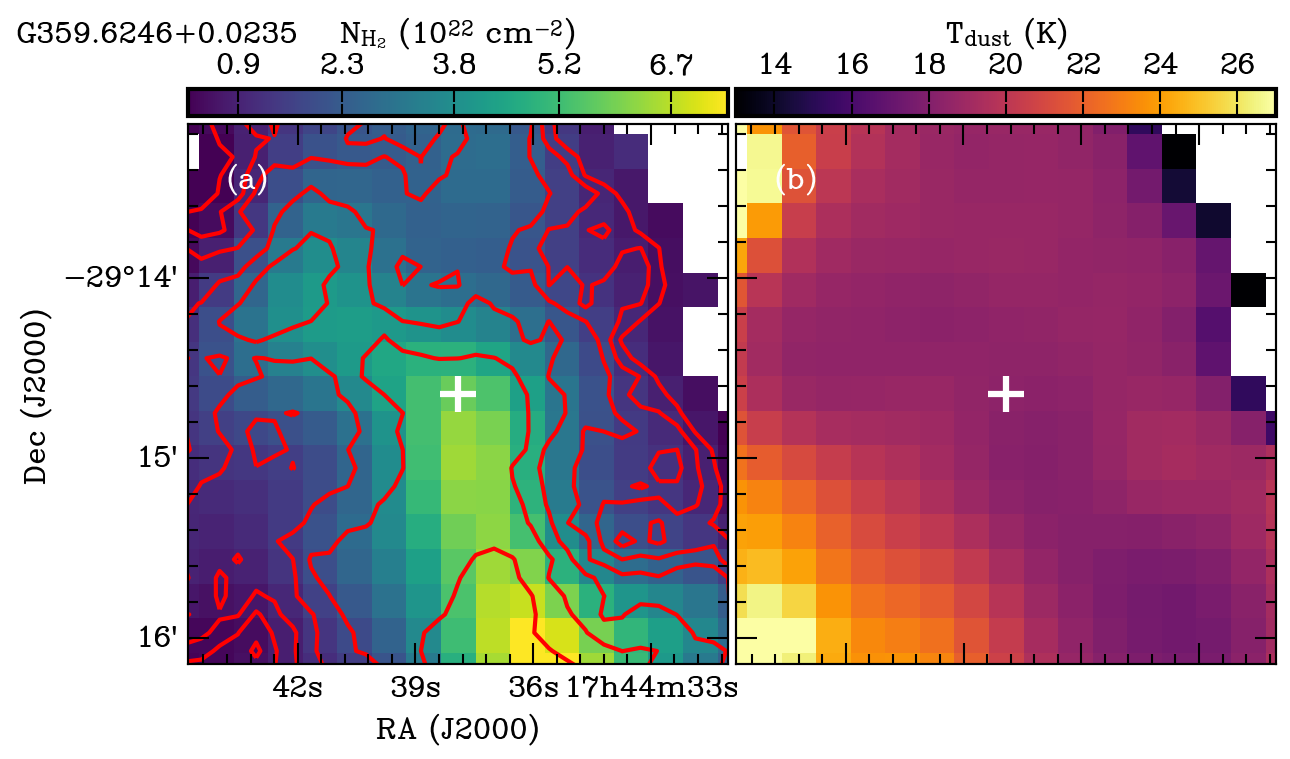 G359.6246+0.0235 N_H₂ (10²² cm⁻²) T_dust (K)
0.9 2.3 3.8 5.2 6.7 14 16 18 20 22 24 26
(a) (b)
−29°14'
15'
16'
Dec (J2000)
42s 39s 36s 17h44m33s
RA (J2000)